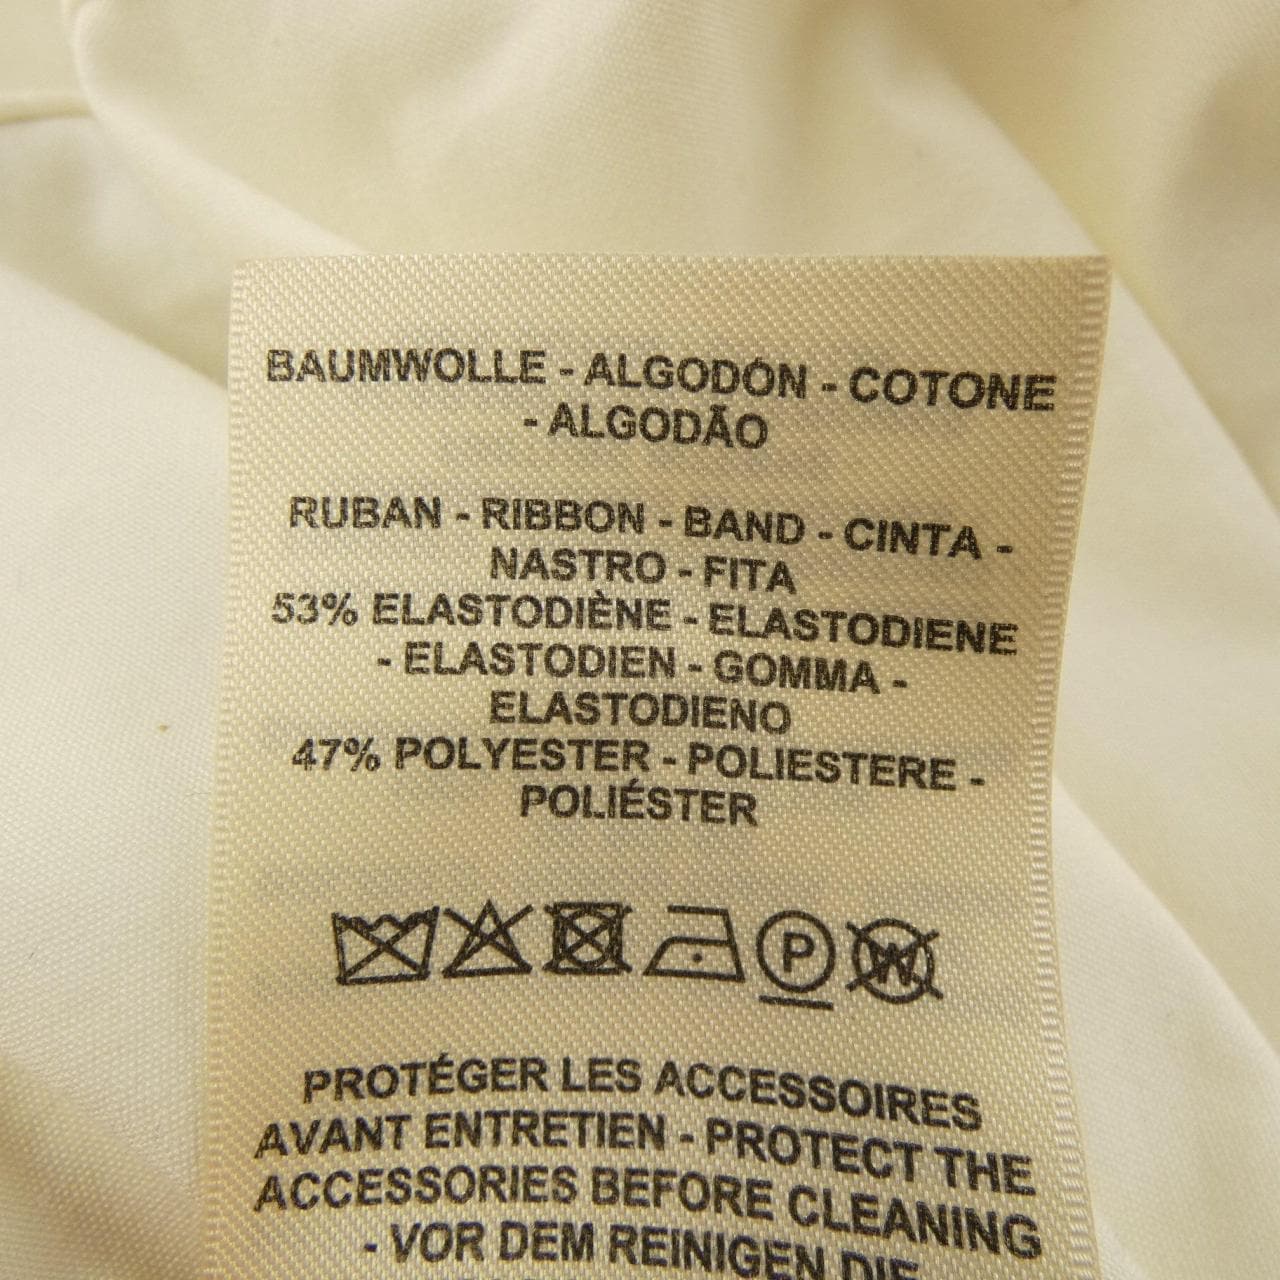 BAUMWOLLE - ALGODÓN - COTONE
- ALGODÃO
RUBAN - RIBBON - BAND - CINTA -
NASTRO - FITA
53% ELASTODIÈNE - ELASTODIENE
- ELASTODIEN - GOMMA -
ELASTODIENO
47% POLYESTER - POLIESTERE -
POLIÉSTER
P W
PROTÉGER LES ACCESSOIRES
AVANT ENTRETIEN - PROTECT THE
ACCESSORIES BEFORE CLEANING
- VOR DEM REINIGEN DIE